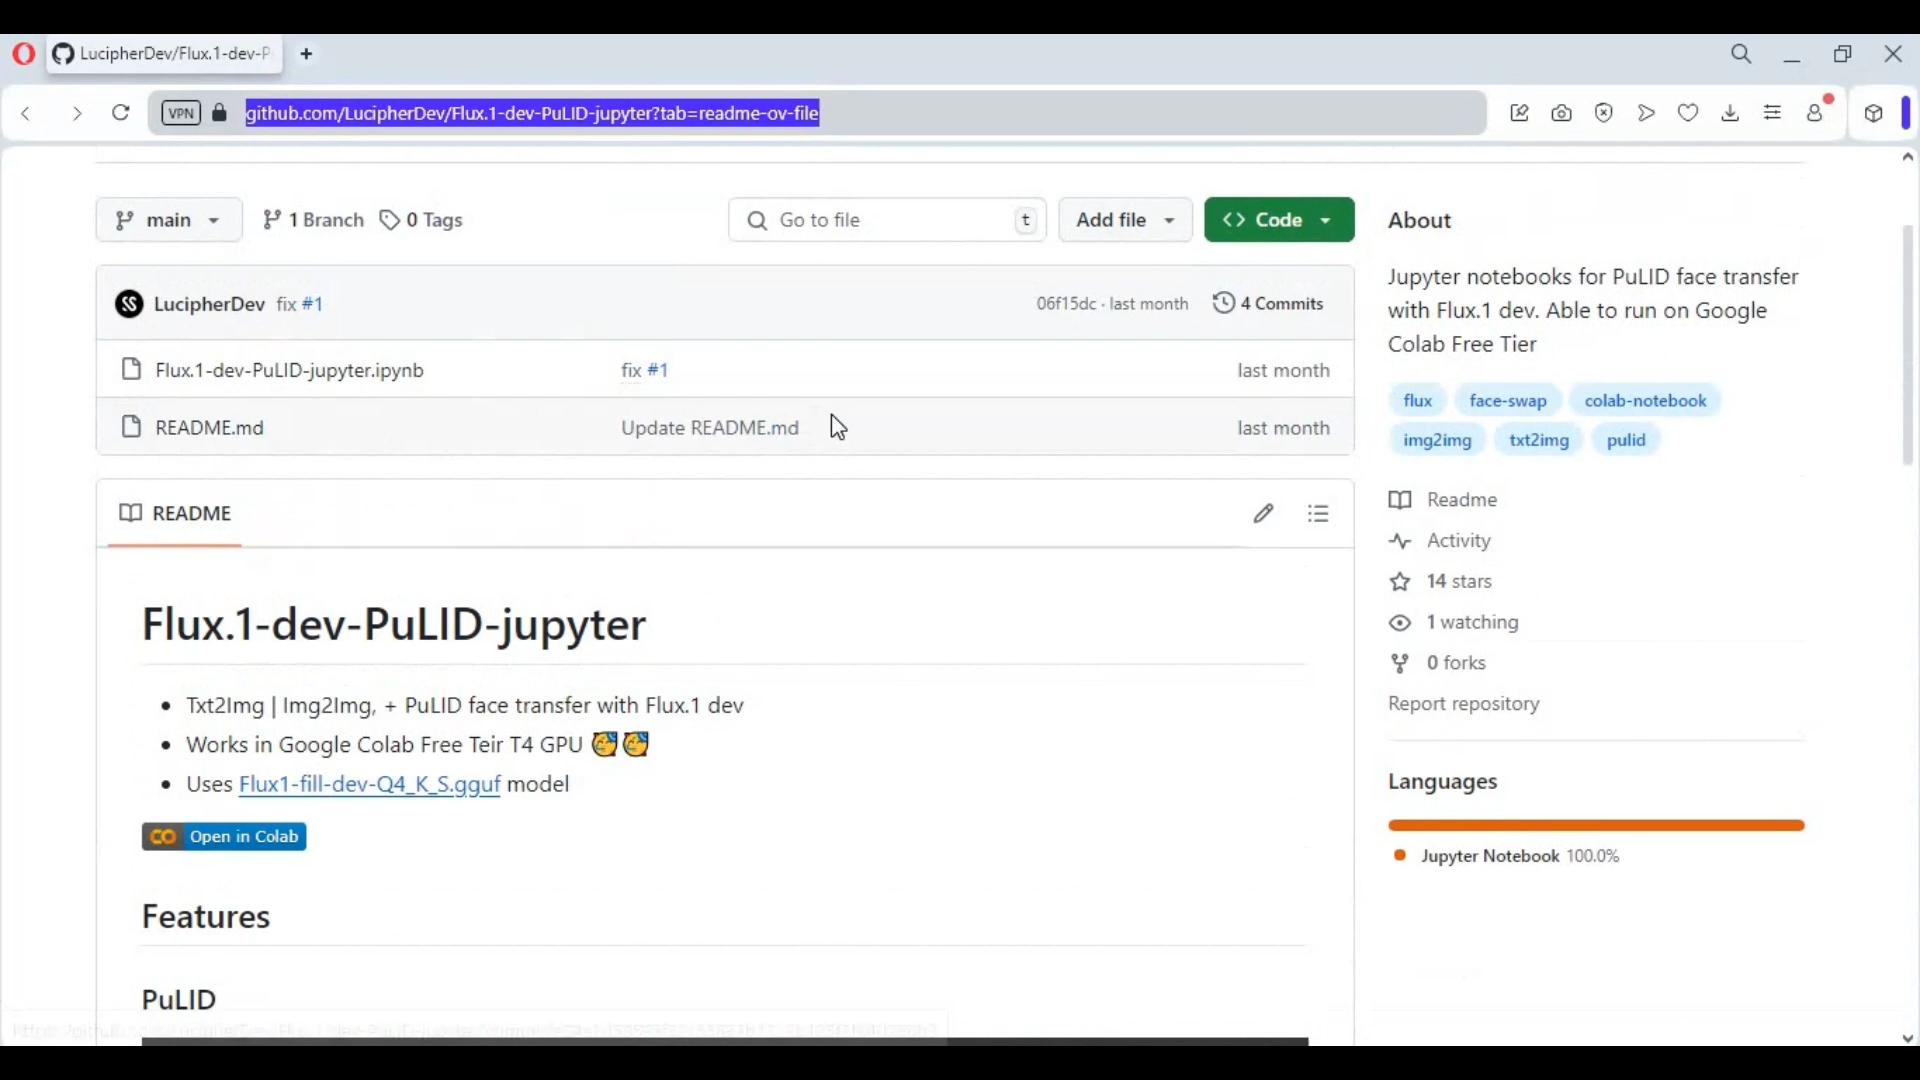 LucipherDev/Flux.1-dev-P
VPN github.com/LucipherDev/Flux.1-dev-PuLID-jupyter?tab=readme-ov-file
main 1 Branch 0 Tags Go to file t Add file Code
LucipherDev fix #1 06f15dc · last month 4 Commits
Flux.1-dev-PuLID-jupyter.ipynb fix #1 last month
README.md Update README.md last month
README
Flux.1-dev-PuLID-jupyter
• Txt2Img | Img2Img, + PuLID face transfer with Flux.1 dev
• Works in Google Colab Free Teir T4 GPU 🥳🥳
• Uses Flux1-fill-dev-Q4_K_S.gguf model
Open in Colab
Features
PuLID
About
Jupyter notebooks for PuLID face transfer
with Flux.1 dev. Able to run on Google
Colab Free Tier
flux face-swap colab-notebook
img2img txt2img pulid
Readme
Activity
14 stars
1 watching
0 forks
Report repository
Languages
Jupyter Notebook 100.0%